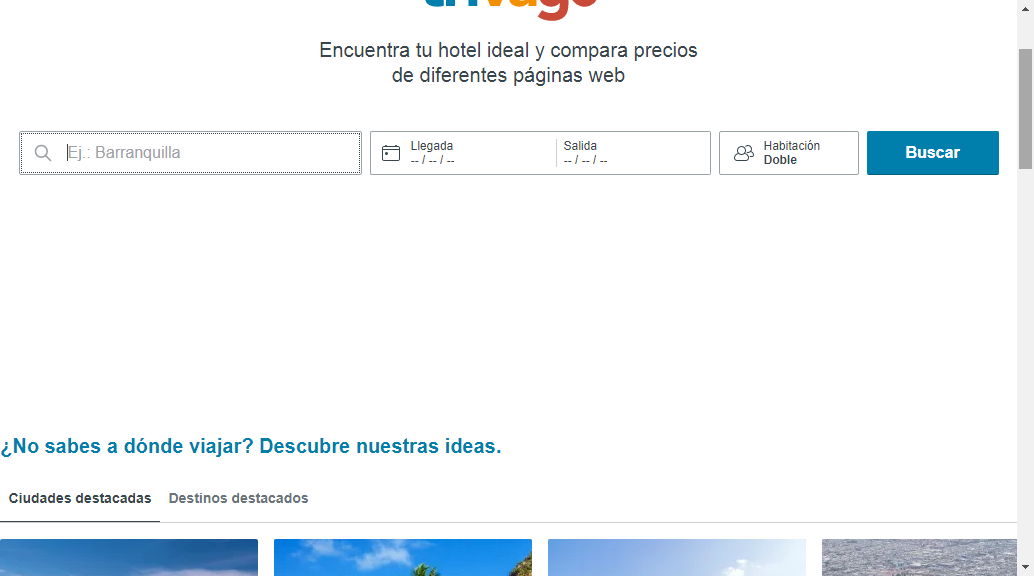 trivago
Encuentra tu hotel ideal y compara precios
de diferentes páginas web
Ej.: Barranquilla
Llegada
-- / -- / --
Salida
-- / -- / --
Habitación
Doble
Buscar
¿No sabes a dónde viajar? Descubre nuestras ideas.
Ciudades destacadas
Destinos destacados